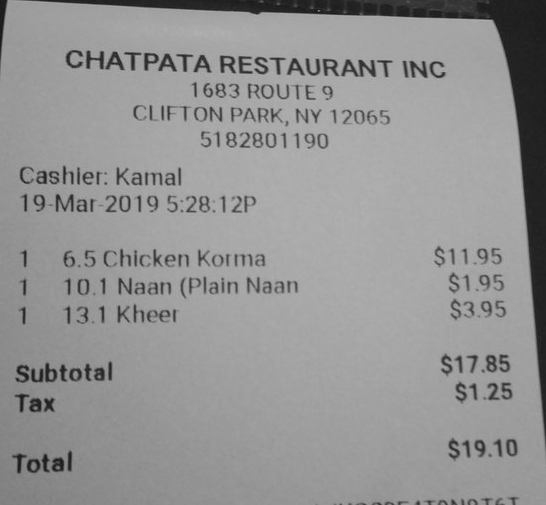 CHATPATA RESTAURANT INC
1683 ROUTE 9
CLIFTON PARK, NY 12065
5182801190
Cashier: Kamal
19-Mar-2019 5:28:12P
1 6.5 Chicken Korma $11.95
1 10.1 Naan (Plain Naan $1.95
1 13.1 Kheer $3.95
Subtotal $17.85
Tax $1.25
Total $19.10